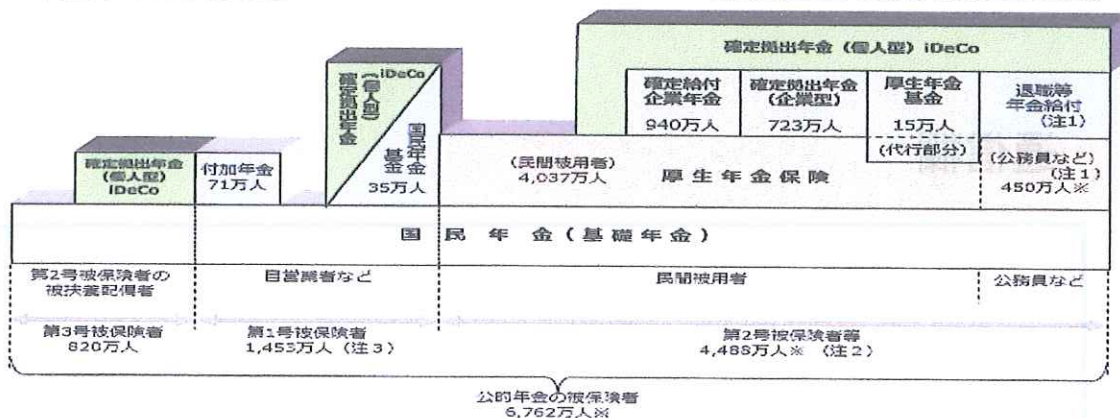 確定拠出年金（個人型）iDeCo
iDeCo
（個人型）
確定拠出年金
国民年金
基金
35万人
確定給付
企業年金
940万人
確定拠出年金
（企業型）
723万人
厚生年金
基金
15万人
（代行部分）
退職等
年金給付
（注1）
確定拠出年金
（個人型）
iDeCo
付加年金
71万人
（民間被用者）
4,037万人
厚生年金保険
（公務員など）
（注1）
450万人※
国民年金（基礎年金）
第2号被保険者の
被扶養配偶者
自営業者など
民間被用者
公務員など
第3号被保険者
820万人
第1号被保険者
1,453万人（注3）
第2号被保険者等
4,488万人※（注2）
公的年金の被保険者
6,762万人※